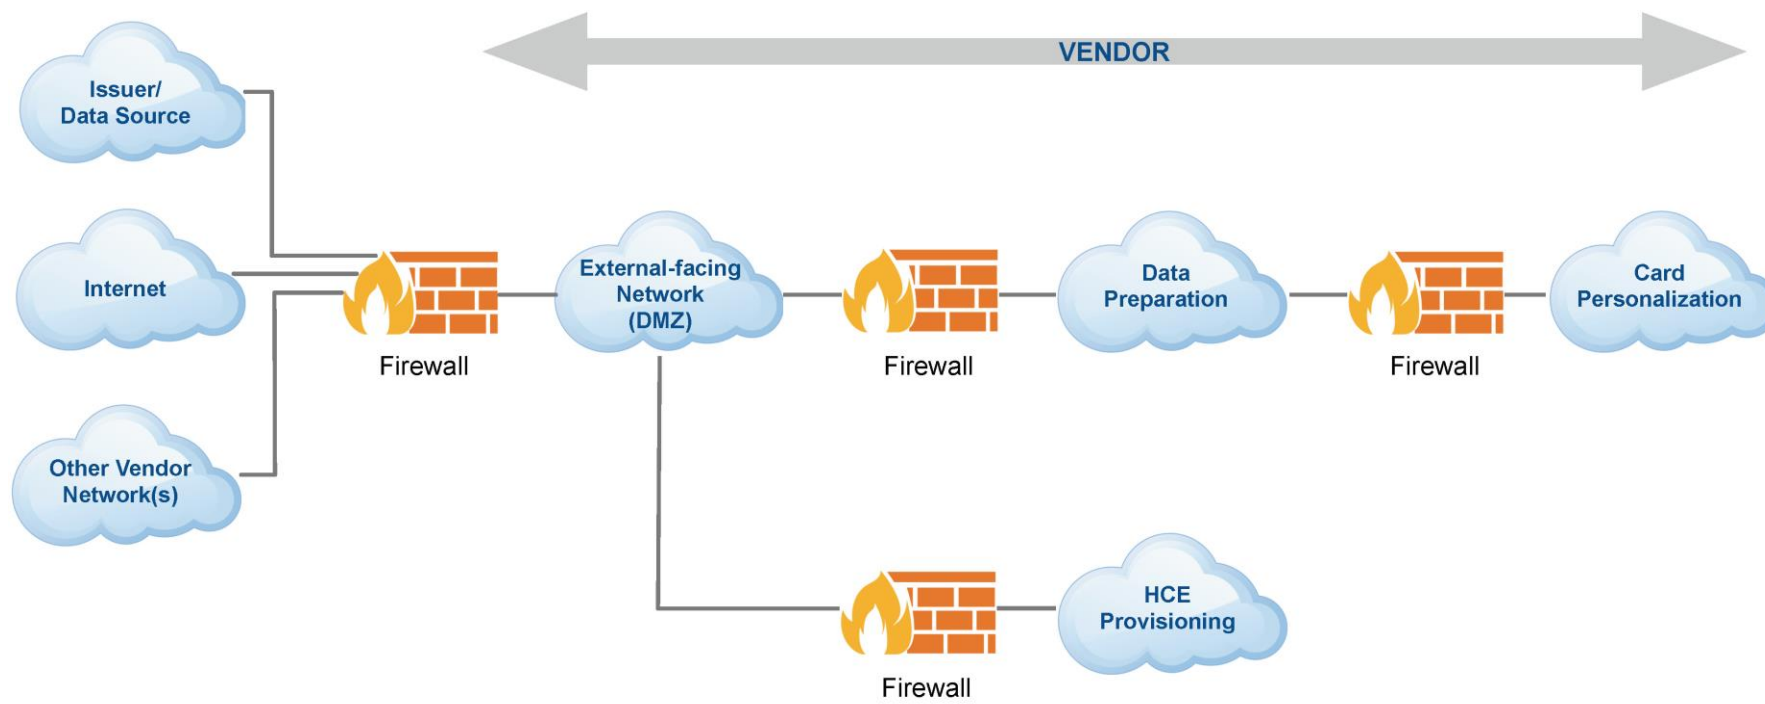 VENDOR
Issuer/
Data Source
Internet
Other Vendor
Network(s)
Firewall
External-facing
Network
(DMZ)
Firewall
Data
Preparation
Firewall
Card
Personalization
Firewall
HCE
Provisioning